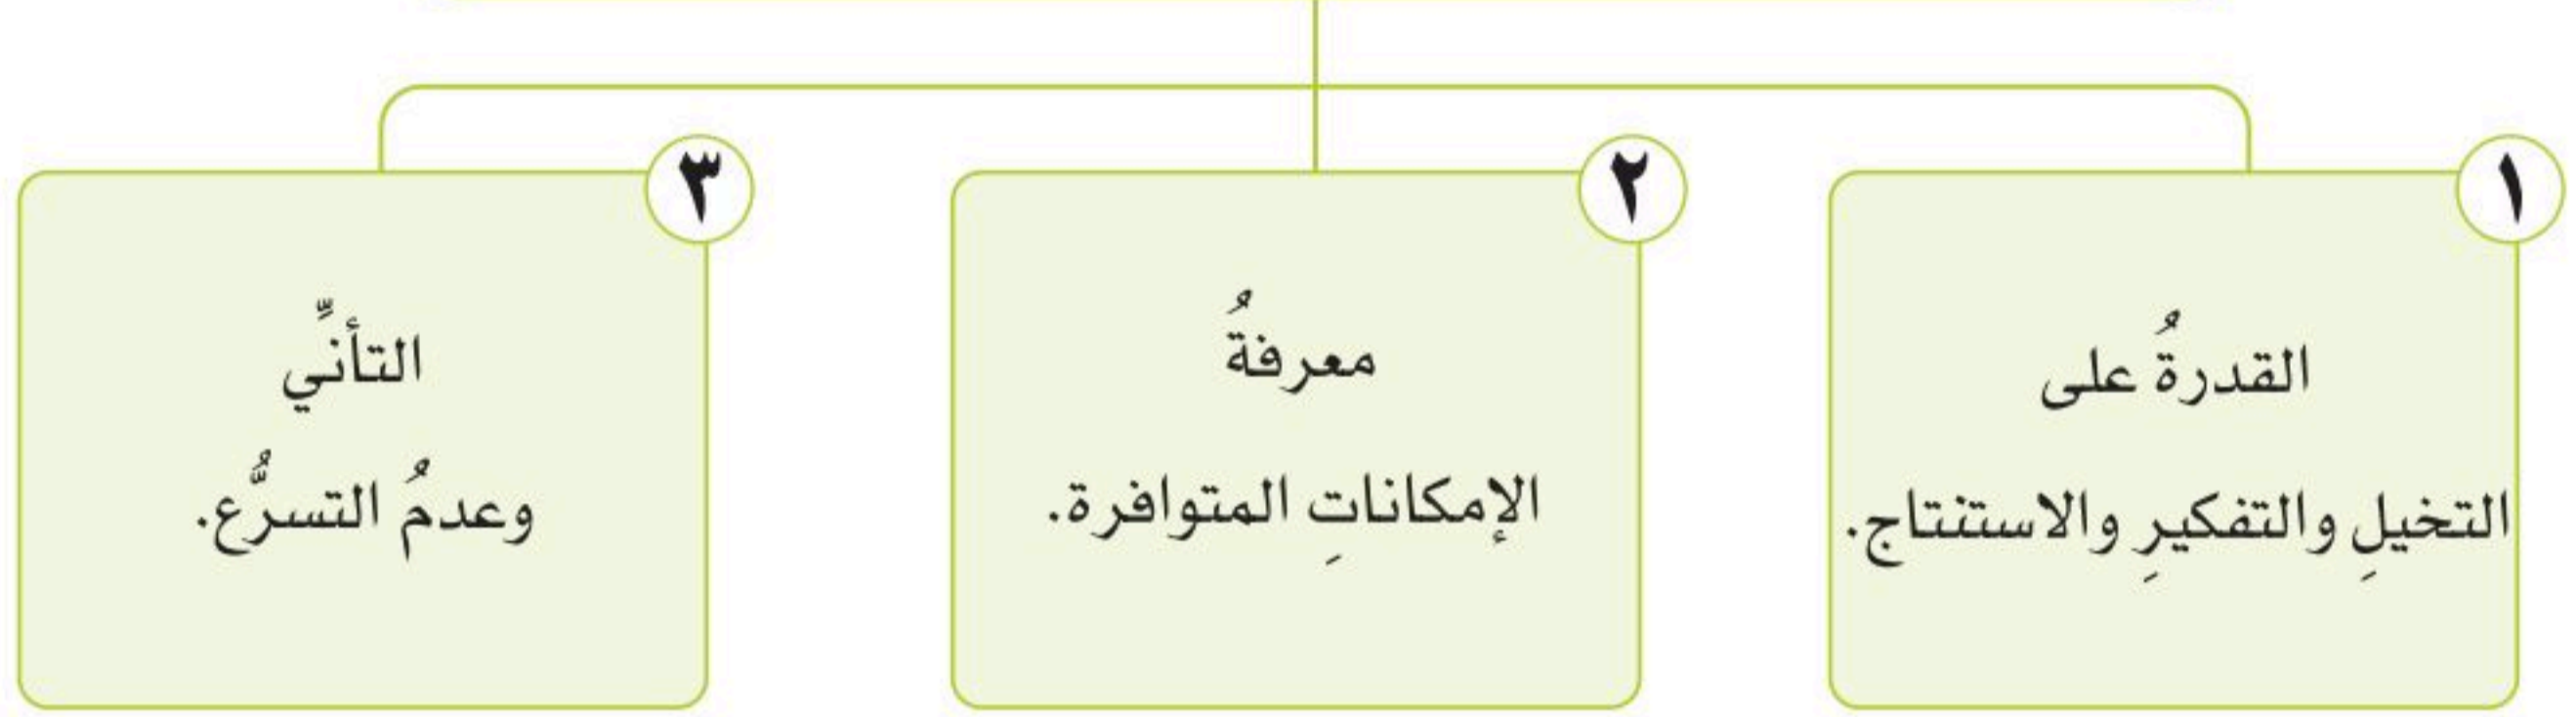 ١
القدرةُ على
التخيلِ والتفكيرِ والاستنتاج.
٢
معرفةُ
الإمكاناتِ المتوافرة.
٣
التأنِّي
وعدمُ التسرُّع.